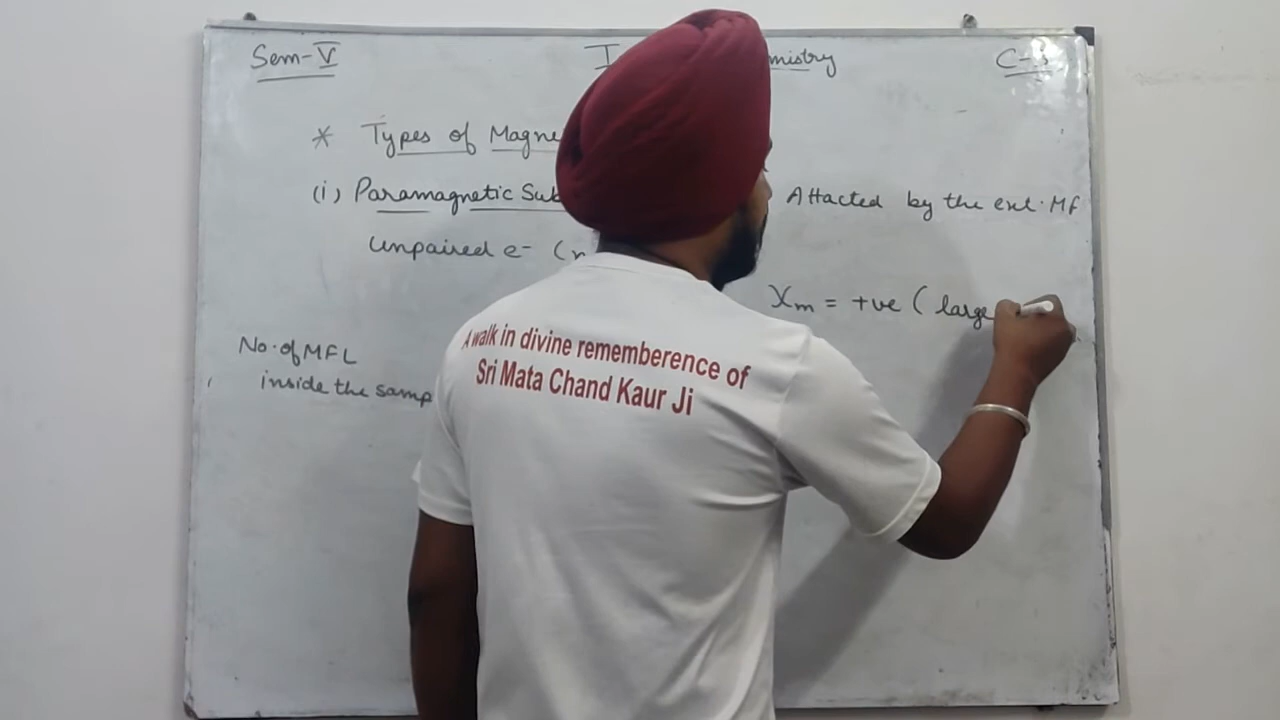 Sem-V I mistry C-
* Types of Magne
(i) Paramagnetic Sub Attacted by the ext. MF
Unpaired e- (n
Xm = +ve ( large
No. of MFL
inside the samp
A walk in divine rememberence of
Sri Mata Chand Kaur Ji